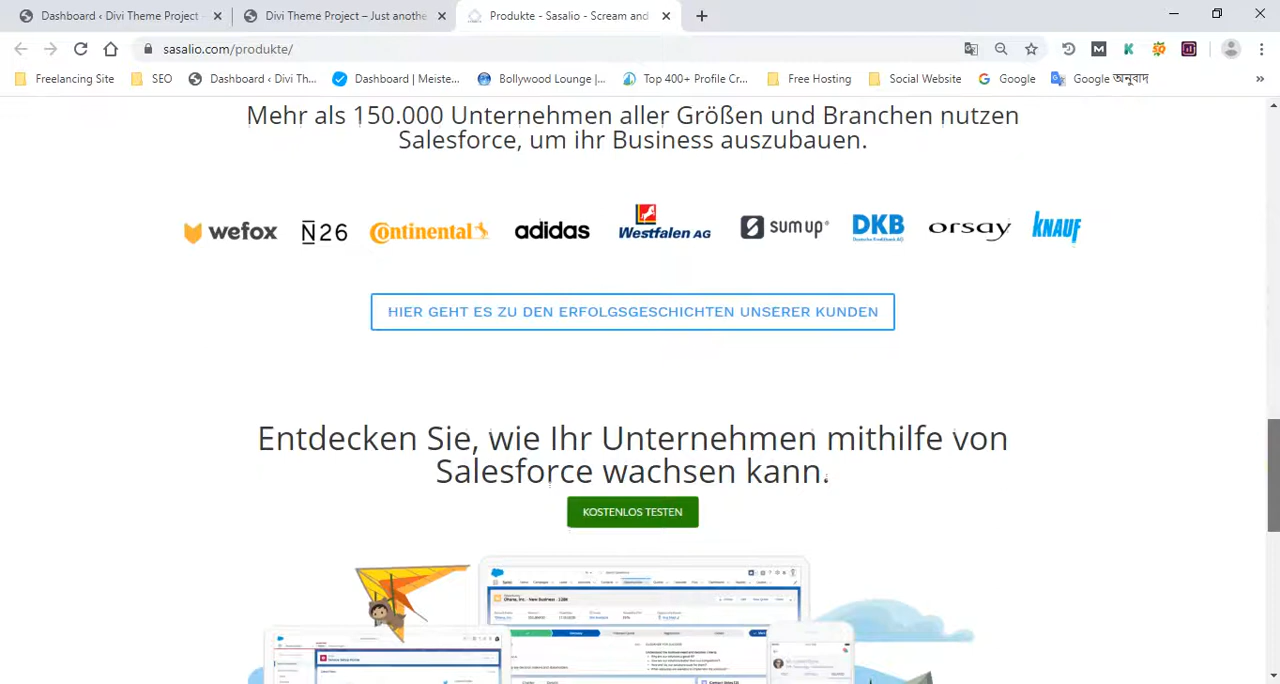 Dashboard ‹ Divi Theme Project -
Divi Theme Project – Just anothe
Produkte - Sasalio - Scream and
sasalio.com/produkte/
Freelancing Site
SEO
Dashboard ‹ Divi Th...
Dashboard | Meiste...
Bollywood Lounge |...
Top 400+ Profile Cr...
Free Hosting
Social Website
Google
Google অনুবাদ
»
Mehr als 150.000 Unternehmen aller Größen und Branchen nutzen
Salesforce, um ihr Business auszubauen.
wefox N26 Continental adidas Westfalen AG sumup DKB Deutsche Kreditbank AG orsay KNAUF
HIER GEHT ES ZU DEN ERFOLGSGESCHICHTEN UNSERER KUNDEN
Entdecken Sie, wie Ihr Unternehmen mithilfe von
Salesforce wachsen kann.
KOSTENLOS TESTEN